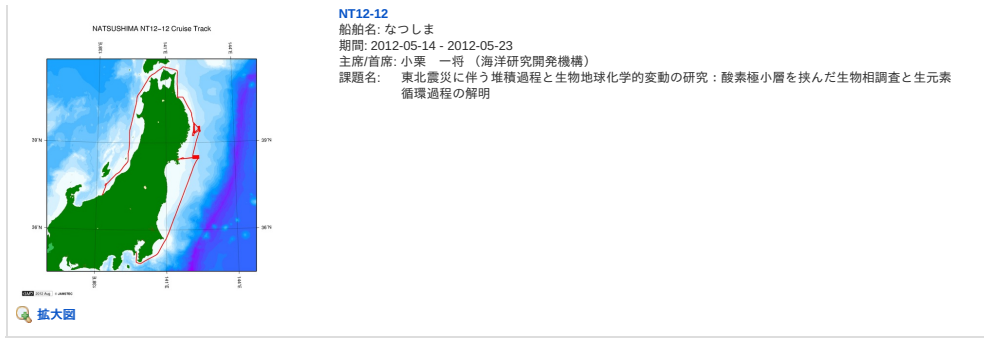 NT12-12
船舶名: なつしま
期間: 2012-05-14 - 2012-05-23
主席/首席: 小栗　一将 （海洋研究開発機構）
課題名:　東北震災に伴う堆積過程と生物地球化学的変動の研究：酸素極小層を挟んだ生物相調査と生元素
循環過程の解明
NATSUSHIMA NT12-12 Cruise Track
144˚E
39˚N
39˚N
36˚N
36˚N
141˚E
144˚E
© JAMSTEC
拡大図